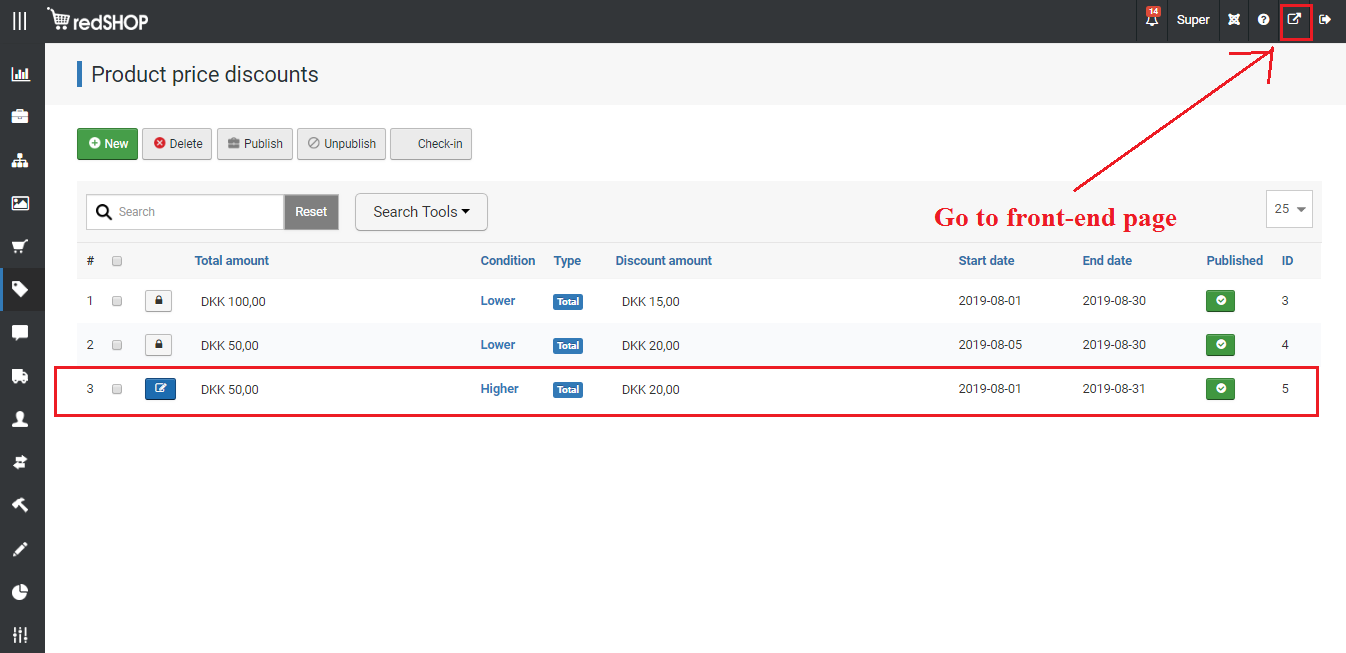 redSHOP 14 Super
Product price discounts
New Delete Publish Unpublish Check-in
Search Reset Search Tools 25
Go to front-end page
# Total amount Condition Type Discount amount Start date End date Published ID
1 DKK 100,00 Lower Total DKK 15,00 2019-08-01 2019-08-30 3
2 DKK 50,00 Lower Total DKK 20,00 2019-08-05 2019-08-30 4
3 DKK 50,00 Higher Total DKK 20,00 2019-08-01 2019-08-31 5